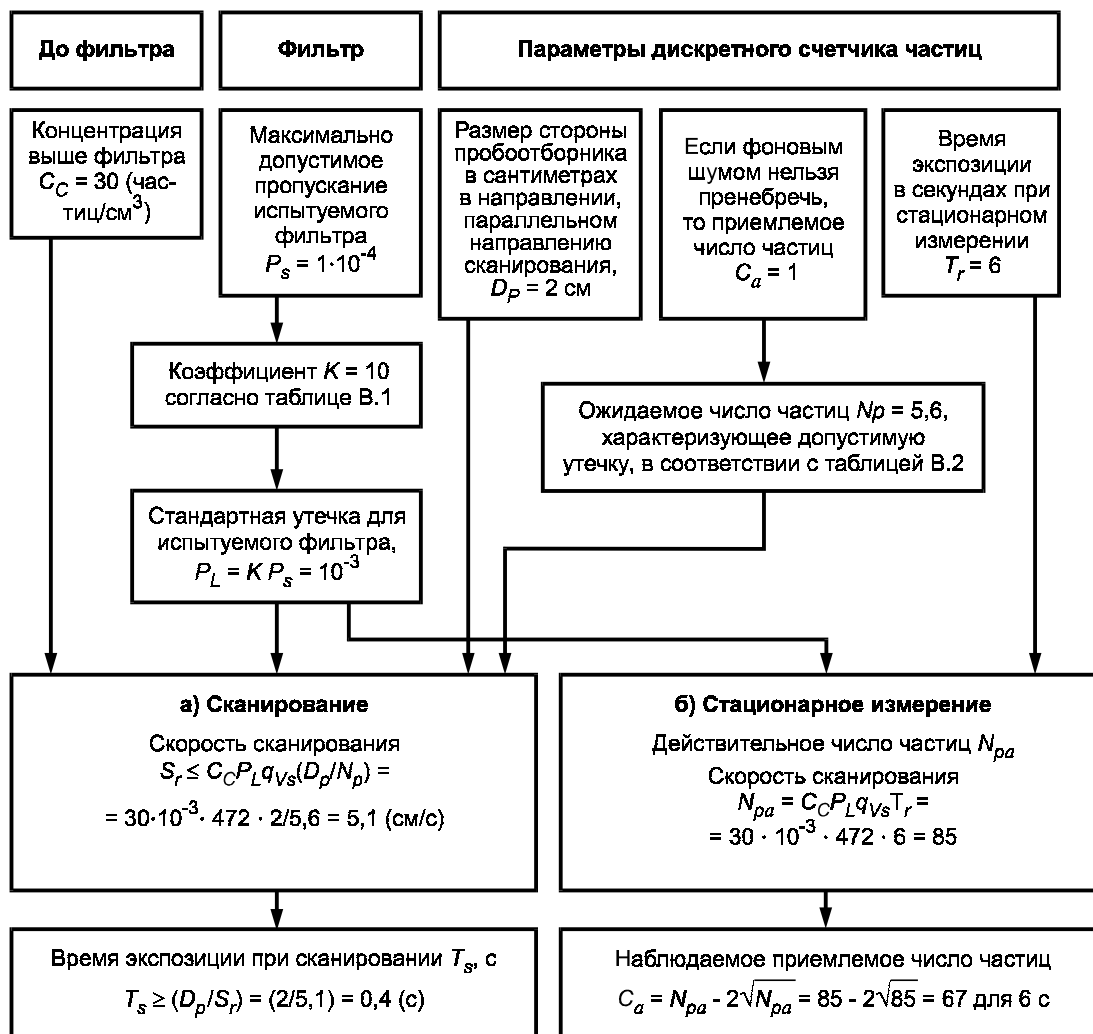 До фильтра
Фильтр
Параметры дискретного счетчика частиц
Концентрация
выше фильтра
C_C = 30 (час-
тиц/см³)
Максимально
допустимое
пропускание
испытуемого
фильтра
P_s = 1·10⁻⁴
Размер стороны
пробоотборника
в сантиметрах
в направлении,
параллельном
направлению
сканирования,
D_P = 2 см
Если фоновым
шумом нельзя
пренебречь,
то приемлемое
число частиц
C_a = 1
Время
экспозиции
в секундах при
стационарном
измерении
T_r = 6
Коэффициент K = 10
согласно таблице В.1
Ожидаемое число частиц Np = 5,6,
характеризующее допустимую
утечку, в соответствии с таблицей В.2
Стандартная утечка для
испытуемого фильтра,
P_L = K P_s = 10⁻³
а) Сканирование
Скорость сканирования
S_r ≤ C_C P_L q_Vs (D_p/N_p) =
= 30·10⁻³· 472 · 2/5,6 = 5,1 (см/с)
б) Стационарное измерение
Действительное число частиц N_pa
Скорость сканирования
N_pa = C_C P_L q_Vs T_r =
= 30 · 10⁻³ · 472 · 6 = 85
Время экспозиции при сканировании T_s, с
T_s ≥ (D_p/S_r) = (2/5,1) = 0,4 (с)
Наблюдаемое приемлемое число частиц
C_a = N_pa - 2√N_pa = 85 - 2√85 = 67 для 6 с